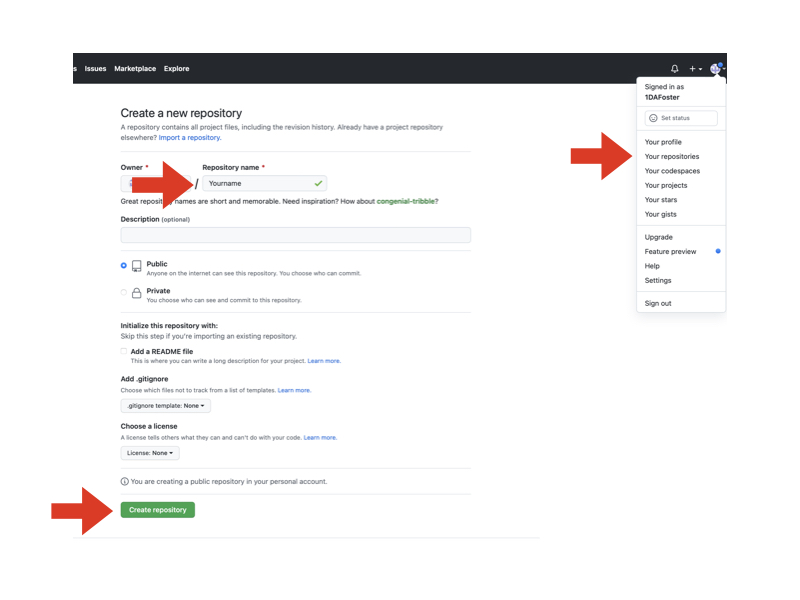 s Issues Marketplace Explore
Signed in as
1DAFoster
Set status
Your profile
Your repositories
Your codespaces
Your projects
Your stars
Your gists
Upgrade
Feature preview
Help
Settings
Sign out
Create a new repository
A repository contains all project files, including the revision history. Already have a project repository
elsewhere? Import a repository.
Owner * Repository name *
/ Yourname
Great repository names are short and memorable. Need inspiration? How about congenial-tribble?
Description (optional)
Public
Anyone on the internet can see this repository. You choose who can commit.
Private
You choose who can see and commit to this repository.
Initialize this repository with:
Skip this step if you're importing an existing repository.
Add a README file
This is where you can write a long description for your project. Learn more.
Add .gitignore
Choose which files not to track from a list of templates. Learn more.
.gitignore template: None
Choose a license
A license tells others what they can and can't do with your code. Learn more.
License: None
You are creating a public repository in your personal account.
Create repository